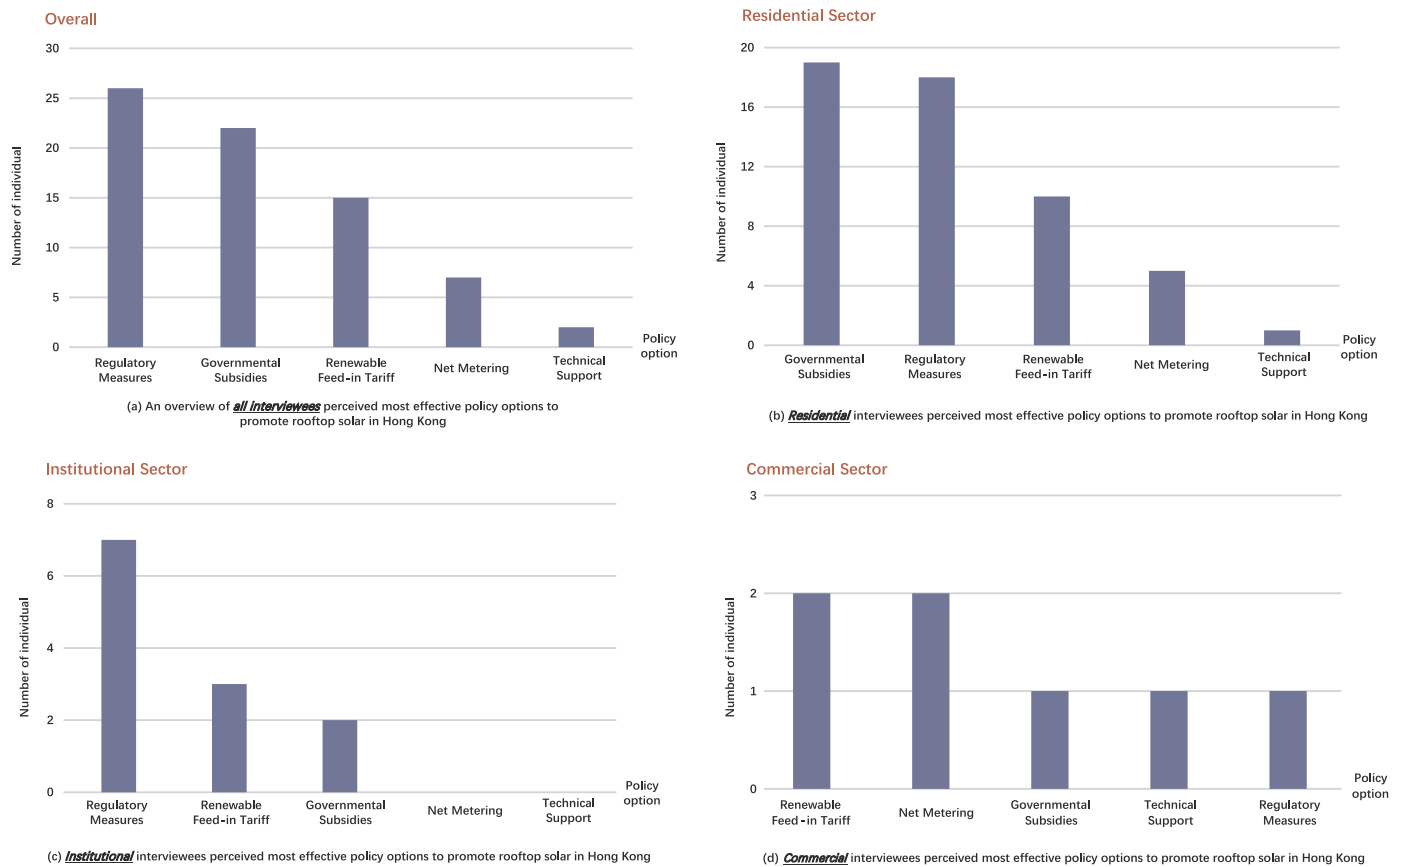 Overall
30
25
20
15
10
5
0
Number of individual
Regulatory
Measures
Governmental
Subsidies
Renewable
Feed-in Tariff
Net Metering
Technical
Support
Policy
option
(a) An overview of all interviewees perceived most effective policy options to
promote rooftop solar in Hong Kong
Residential Sector
20
16
12
8
4
0
Number of individual
Governmental
Subsidies
Regulatory
Measures
Renewable
Feed-in Tariff
Net Metering
Technical
Support
Policy
option
(b) Residential interviewees perceived most effective policy options to promote rooftop solar in Hong Kong
Institutional Sector
8
6
4
2
0
Number of individual
Regulatory
Measures
Renewable
Feed-in Tariff
Governmental
Subsidies
Net Metering
Technical
Support
Policy
option
(c) Institutional interviewees perceived most effective policy options to promote rooftop solar in Hong Kong
Commercial Sector
3
2
1
0
Number of individual
Renewable
Feed-in Tariff
Net Metering
Governmental
Subsidies
Technical
Support
Regulatory
Measures
Policy
option
(d) Commercial interviewees perceived most effective policy options to promote rooftop solar in Hong Kong